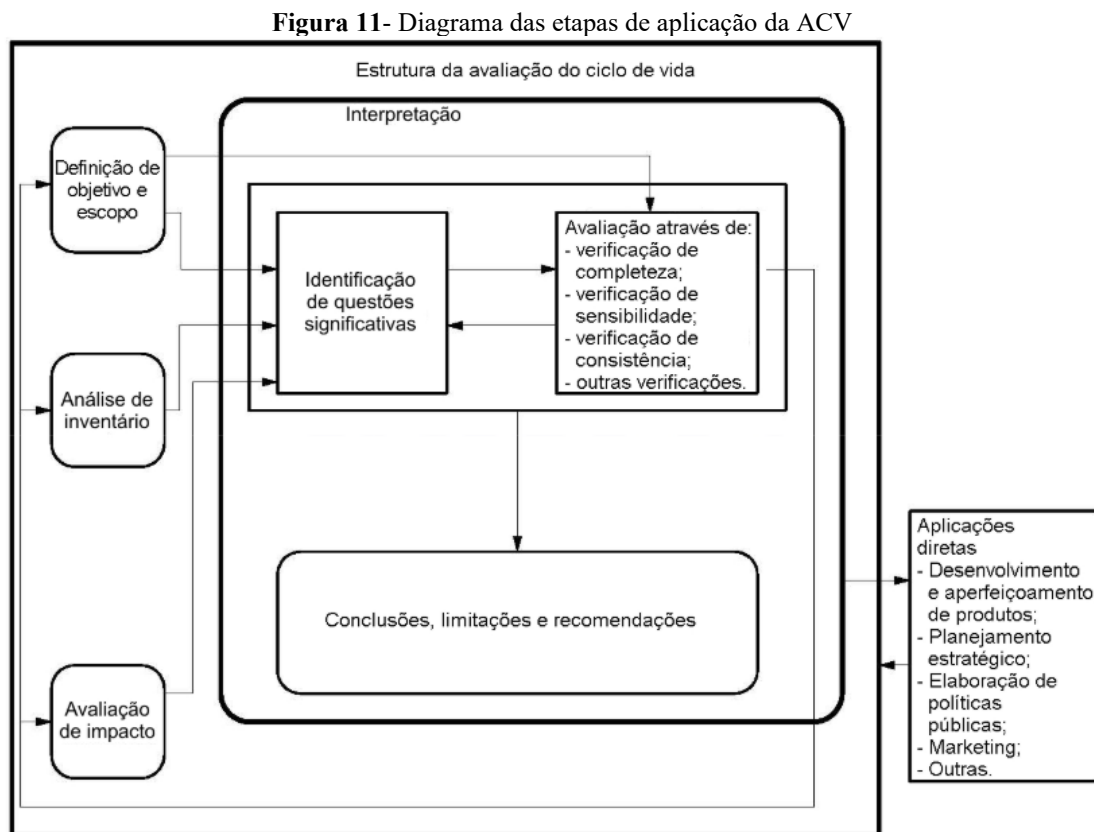 Figura 11- Diagrama das etapas de aplicação da ACV
Estrutura da avaliação do ciclo de vida
Interpretação
Definição de
objetivo e
escopo
Identificação
de questões
significativas
Avaliação através de:
- verificação de
completeza;
- verificação de
sensibilidade;
- verificação de
consistência;
- outras verificações.
Análise de
inventário
Conclusões, limitações e recomendações
Avaliação
de impacto
Aplicações
diretas
- Desenvolvimento
e aperfeiçoamento
de produtos;
- Planejamento
estratégico;
- Elaboração de
políticas
públicas;
- Marketing;
- Outras.